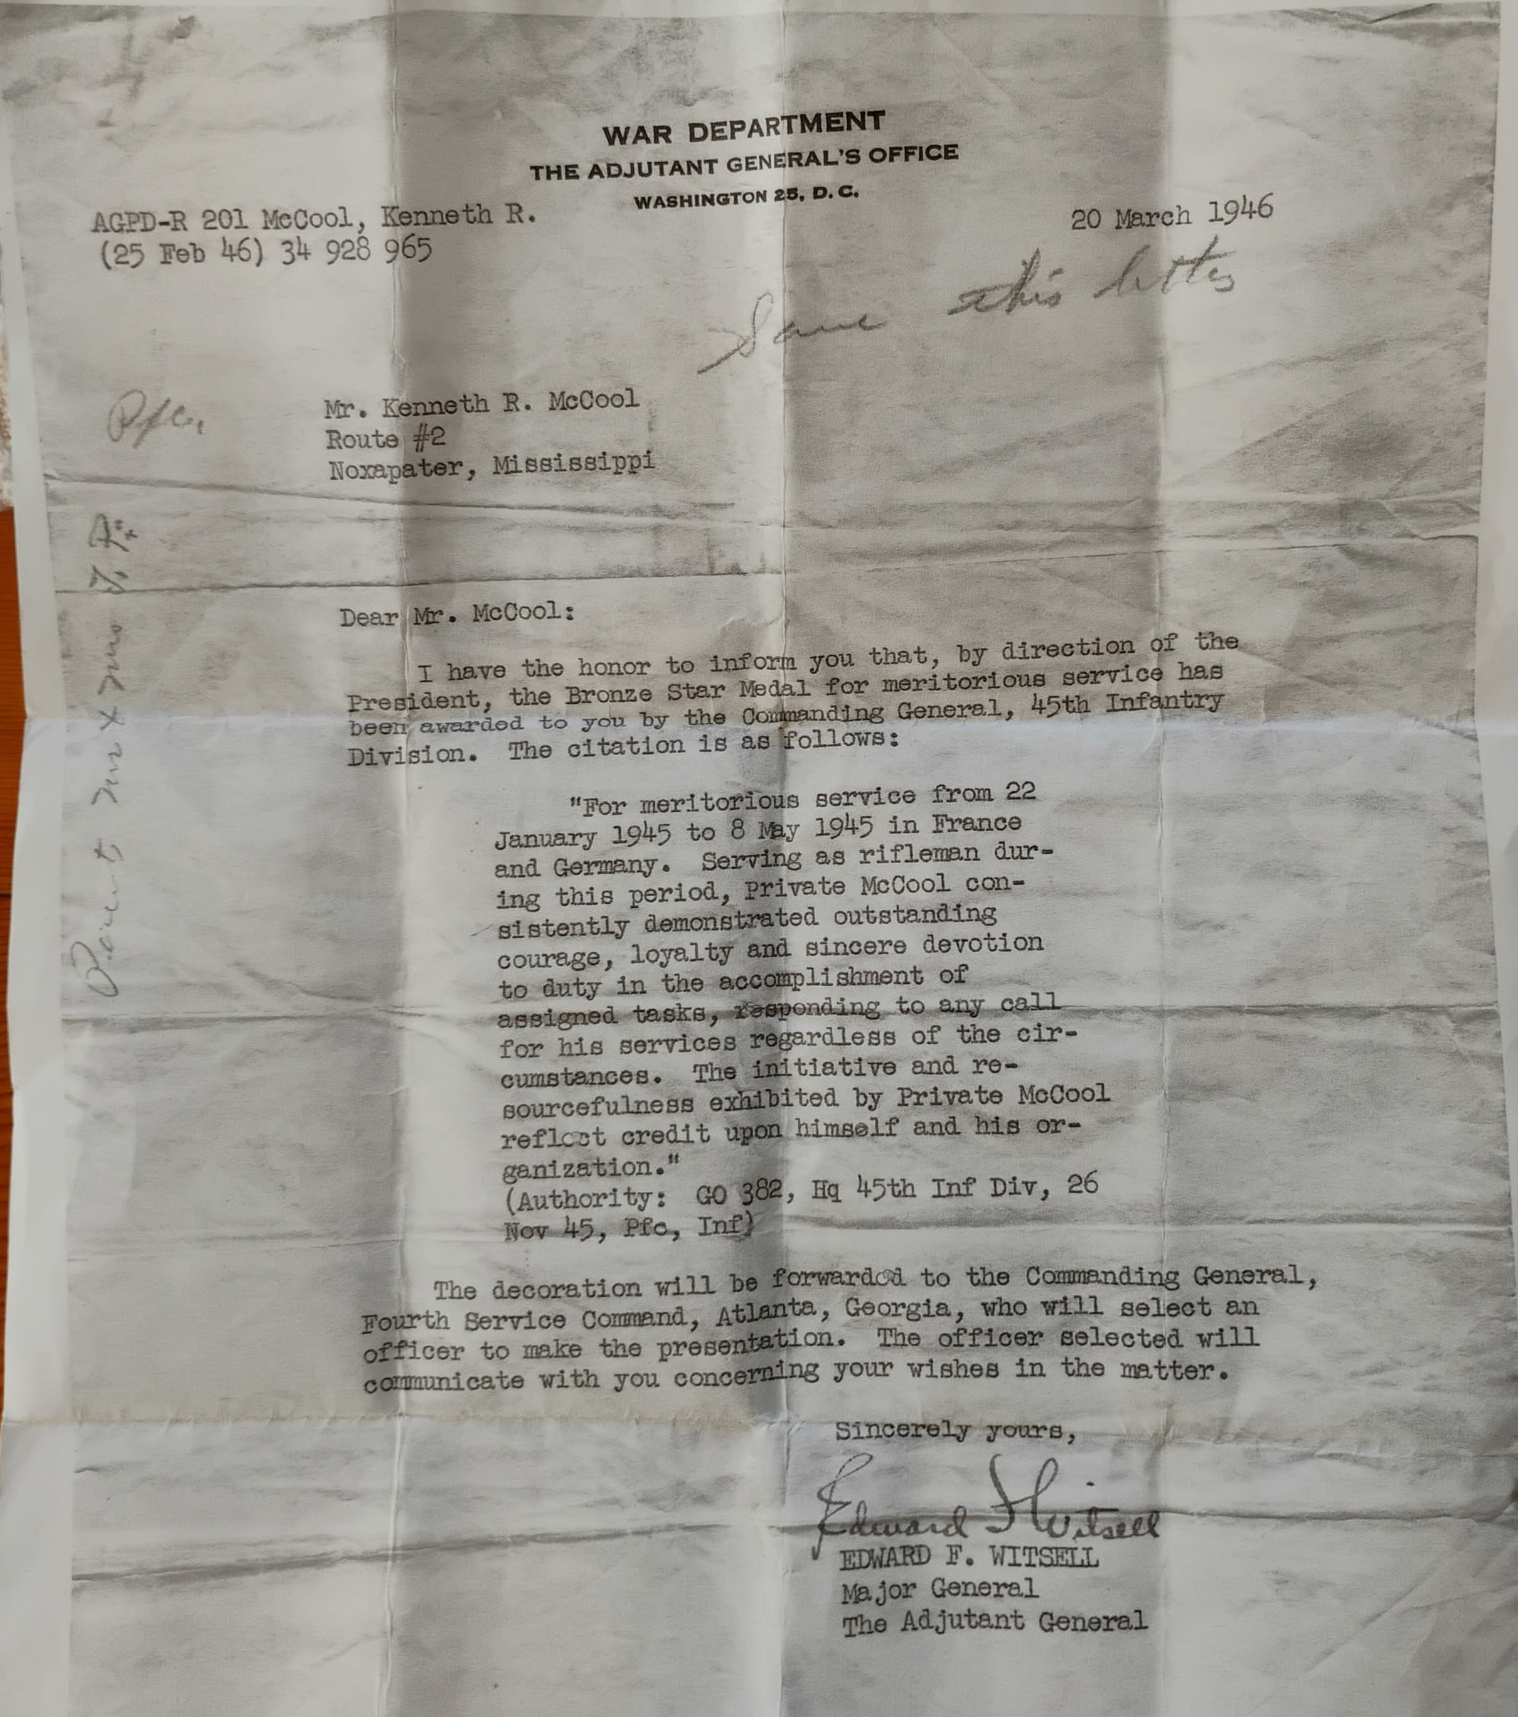 WAR DEPARTMENT
THE ADJUTANT GENERAL'S OFFICE
WASHINGTON 25, D. C.
AGPD-R 201 McCool, Kenneth R.
(25 Feb 46) 34 928 965
20 March 1946
Save this letter
Pfc.
Mr. Kenneth R. McCool
Route #2
Noxapater, Mississippi
Dear Mr. McCool:
I have the honor to inform you that, by direction of the
President, the Bronze Star Medal for meritorious service has
been awarded to you by the Commanding General, 45th Infantry
Division. The citation is as follows:
"For meritorious service from 22
January 1945 to 8 May 1945 in France
and Germany. Serving as rifleman dur-
ing this period, Private McCool con-
sistently demonstrated outstanding
courage, loyalty and sincere devotion
to duty in the accomplishment of
assigned tasks, responding to any call
for his services regardless of the cir-
cumstances. The initiative and re-
sourcefulness exhibited by Private McCool
reflect credit upon himself and his or-
ganization."
(Authority: GO 382, Hq 45th Inf Div, 26
Nov 45, Pfc, Inf)
The decoration will be forwarded to the Commanding General,
Fourth Service Command, Atlanta, Georgia, who will select an
officer to make the presentation. The officer selected will
communicate with you concerning your wishes in the matter.
Sincerely yours,
Edward F Witsell
EDWARD F. WITSELL
Major General
The Adjutant General